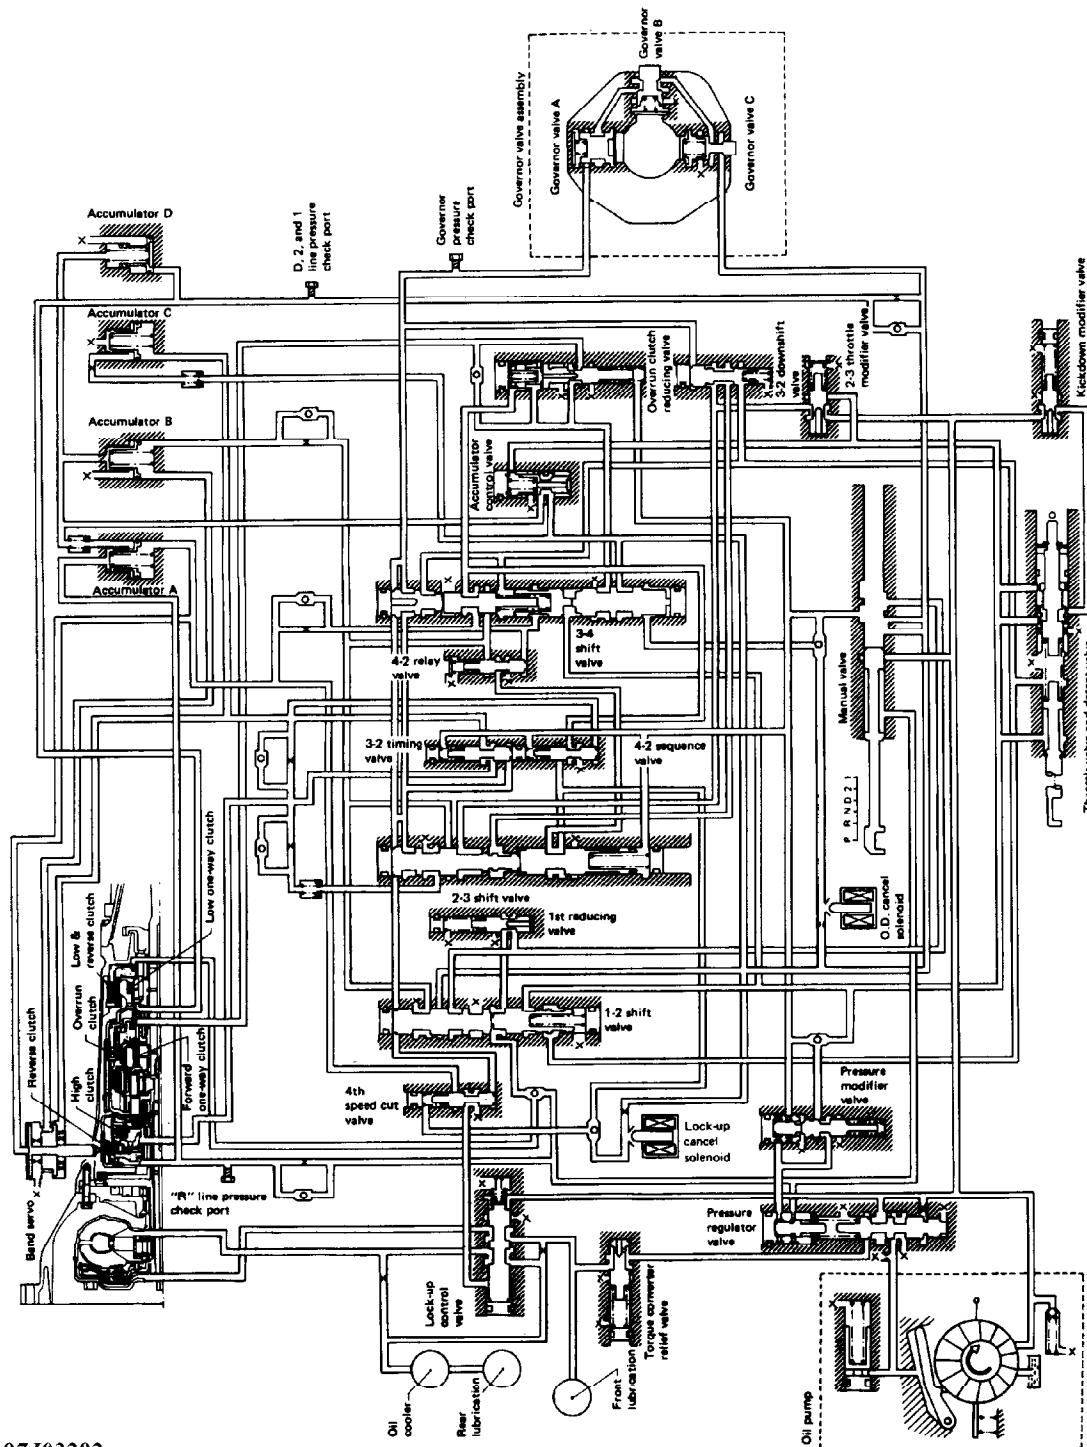 Governor
valve B
Governor valve assembly
Governor valve A
Governor valve C
Accumulator D
D, 2, and 1
line pressure
check port
Governor
pressurt
check port
Accumulator C
Accumulator B
Accumulator A
Overrun clutch
reducing valve
3-2 downshift
valve
2-3 throttle
modifier valve
Kickdown modifier valve
Accumulator
control valve
4-2 relay
valve
3-4
shift
valve
3-2 timing
valve
4-2 sequence
valve
Manual valve
P R N D 2 1
2-3 shift valve
1st reducing
valve
O.D. cancel
solenoid
Low &
reverse clutch
Low one-way clutch
Overrun
clutch
Reverse clutch
High
clutch
Forward
one-way clutch
Band servo
"R" line pressure
check port
1-2 shift
valve
4th
speed cut
valve
Lock-up
cancel
solenoid
Pressure
modifier
valve
Pressure
regulator
valve
Lock-up
control
valve
Torque converter
relief valve
Oil
cooler
Rear
lubrication
Front
lubrication
Oil pump